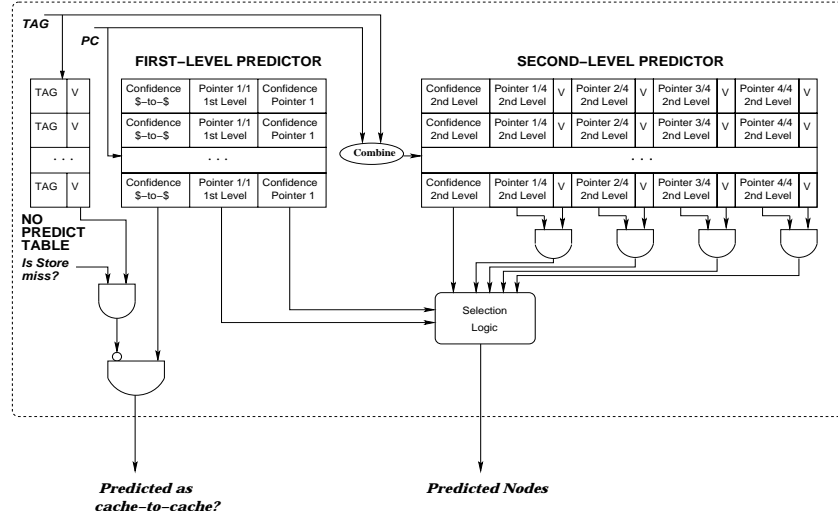 TAG
PC
FIRST–LEVEL PREDICTOR
SECOND–LEVEL PREDICTOR
TAG V
Confidence $–to–$ Pointer 1/1 1st Level Confidence Pointer 1
Confidence 2nd Level Pointer 1/4 2nd Level V Pointer 2/4 2nd Level V Pointer 3/4 2nd Level V Pointer 4/4 2nd Level V
TAG V
Confidence $–to–$ Pointer 1/1 1st Level Confidence Pointer 1
Confidence 2nd Level Pointer 1/4 2nd Level V Pointer 2/4 2nd Level V Pointer 3/4 2nd Level V Pointer 4/4 2nd Level V
. . .
. . .
Combine
. . .
TAG V
Confidence $–to–$ Pointer 1/1 1st Level Confidence Pointer 1
Confidence 2nd Level Pointer 1/4 2nd Level V Pointer 2/4 2nd Level V Pointer 3/4 2nd Level V Pointer 4/4 2nd Level V
NO
PREDICT
TABLE
Is Store
miss?
Selection
Logic
Predicted as
cache–to–cache?
Predicted Nodes